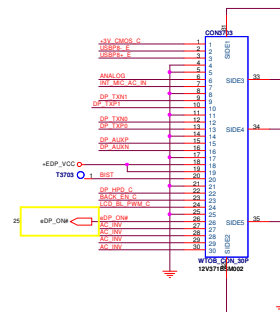 CON3703
SIDE1
+3V_CMOS_C 1
USBP8-_E 2
USBP8+_E 3
4
5
ANALOG 6
INT_MIC_AC_IN 7
SIDE3 33
8
DP_TXN1 9
DP_TXP1 10
11
DP_TXN0 12
DP_TXP0 13
SIDE4 34
14
DP_AUXP 15
DP_AUXN 16
17
+EDP_VCC 18
19
T3703 1 BIST 20
21
DP_HPD_C 22
BACK_EN_C 23
LCD_BL_PWM_C 24
25
25 eDP_ON# eDP_ON# 26
SIDE5 35
AC_INV 27
AC_INV 28
AC_INV 29
AC_INV 30
SIDE2
WTOB_CON_30P